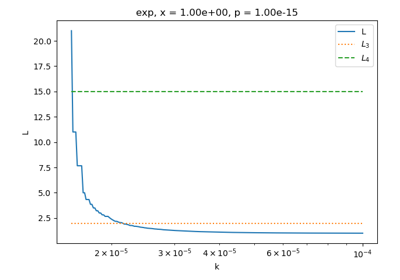 exp, x = 1.00e+00, p = 1.00e-15
20.0
17.5
15.0
12.5
10.0
7.5
5.0
2.5
L
L
L₃
L₄
2 × 10⁻⁵
3 × 10⁻⁵
4 × 10⁻⁵
6 × 10⁻⁵
10⁻⁴
k